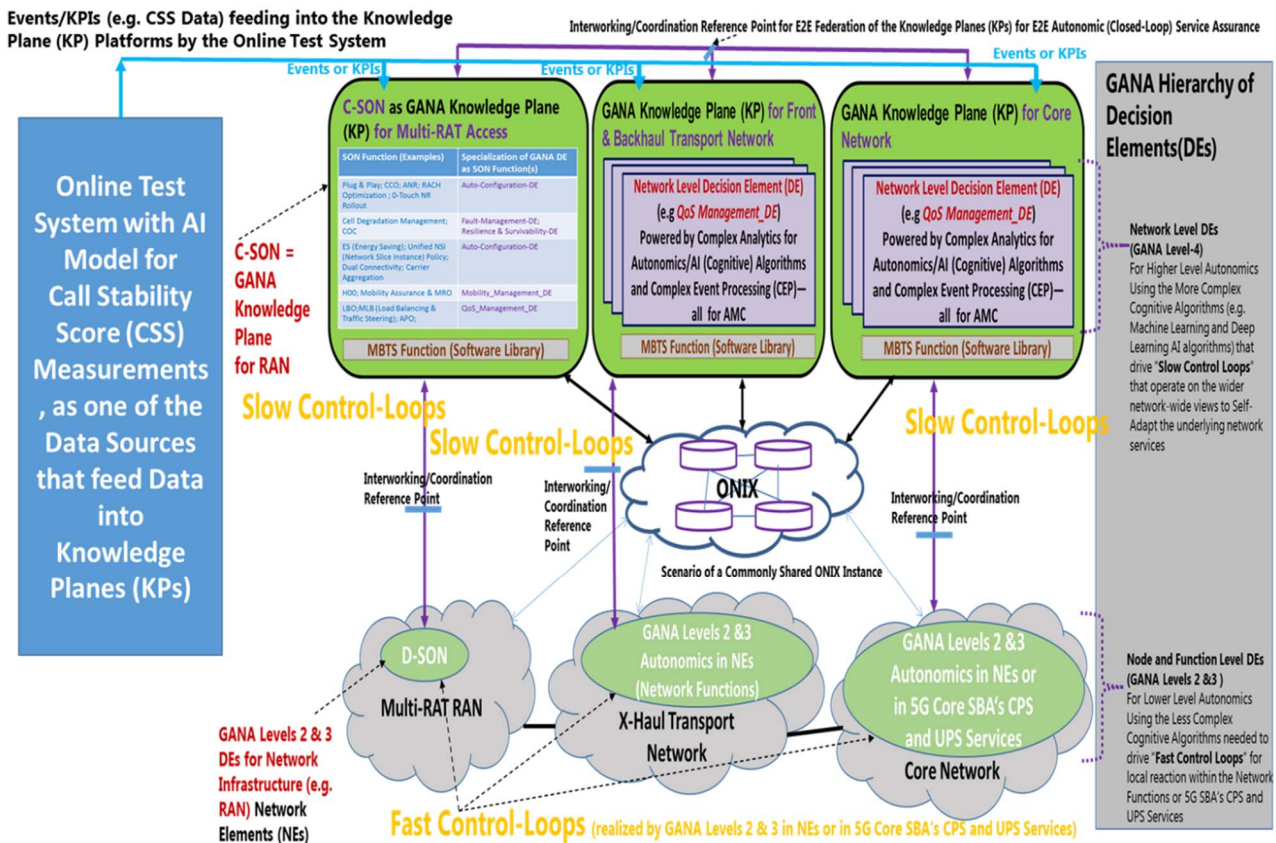 Events/KPIs (e.g. CSS Data) feeding into the Knowledge
Plane (KP) Platforms by the Online Test System
Interworking/Coordination Reference Point for E2E Federation of the Knowledge Planes (KPs) for E2E Autonomic (Closed-Loop) Service Assurance
Events or KPIs
Events or KPIs
Events or KPIs
Online Test
System with AI
Model for
Call Stability
Score (CSS)
Measurements
, as one of the
Data Sources
that feed Data
into
Knowledge
Planes (KPs)
C-SON as GANA Knowledge Plane
(KP) for Multi-RAT Access
SON Function (Examples)
Specialization of GANA DE
as SON Function(s)
Plug & Play; CCO; ANR; RACH
Optimization ; 0-Touch NR
Rollout
Auto-Configuration-DE
Cell Degradation Management;
COC
Fault-Management-DE;
Resilience & Survivability-DE
ES (Energy Saving); Unified NSI
(Network Slice Instance) Policy;
Dual Connectivity; Carrier
Aggregation
Auto-Configuration-DE
HOO; Mobility Assurance & MRO
Mobility_Management_DE
LBO;MLB (Load Balancing &
Traffic Steering); APO;
QoS_Management_DE
MBTS Function (Software Library)
GANA Knowledge Plane (KP) for Front
& Backhaul Transport Network
Network Level Decision Element (DE)
(e.g QoS Management_DE)
Powered by Complex Analytics for
Autonomics/AI (Cognitive) Algorithms
and Complex Event Processing (CEP)—
all for AMC
MBTS Function (Software Library)
GANA Knowledge Plane (KP) for Core
Network
Network Level Decision Element (DE)
(e.g QoS Management_DE)
Powered by Complex Analytics for
Autonomics/AI (Cognitive) Algorithms
and Complex Event Processing (CEP)—
all for AMC
MBTS Function (Software Library)
GANA Hierarchy of
Decision
Elements(DEs)
Network Level DEs
(GANA Level-4)
For Higher Level Autonomics
Using the More Complex
Cognitive Algorithms (e.g.
Machine Learning and Deep
Learning AI algorithms) that
drive "Slow Control Loops"
that operate on the wider
network-wide views to Self-
Adapt the underlying network
services
C-SON =
GANA
Knowledge
Plane
for RAN
Slow Control-Loops
Slow Control-Loops
Slow Control-Loops
Interworking/Coordination
Reference Point
Interworking/
Coordination
Reference
Point
ONIX
Interworking/Coordination
Reference Point
Scenario of a Commonly Shared ONIX Instance
D-SON
Multi-RAT RAN
GANA Levels 2 &3
Autonomics in NEs
(Network Functions)
X-Haul Transport
Network
GANA Levels 2 &3
Autonomics in NEs or
in 5G Core SBA's CPS
and UPS Services
Core Network
Node and Function Level DEs
(GANA Levels 2 &3 )
For Lower Level Autonomics
Using the Less Complex
Cognitive Algorithms needed to
drive "Fast Control Loops" for
local reaction within the Network
Functions or 5G SBA's CPS and
UPS Services
GANA Levels 2 & 3
DEs for Network
Infrastructure (e.g.
RAN) Network
Elements (NEs)
Fast Control-Loops (realized by GANA Levels 2 & 3 in NEs or in 5G Core SBA's CPS and UPS Services)